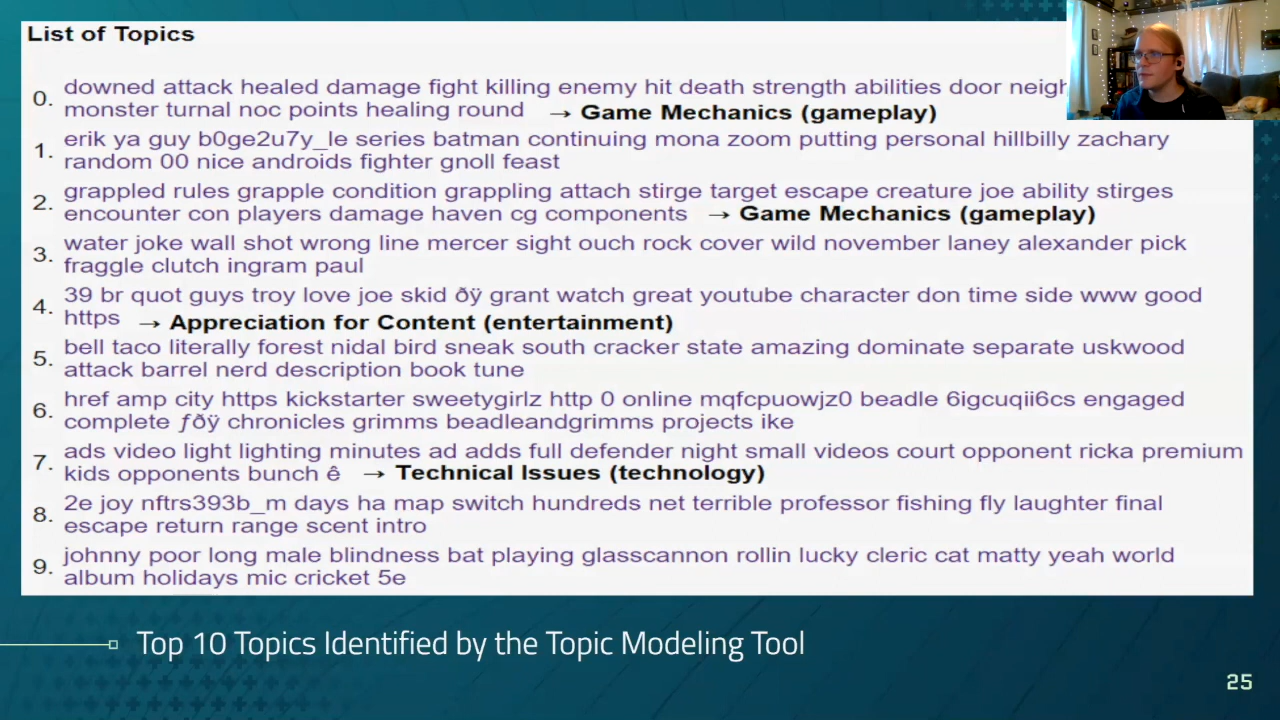 List of Topics
0. downed attack healed damage fight killing enemy hit death strength abilities door
monster turnal noc points healing round → Game Mechanics (gameplay)
1. erik ya guy b0ge2u7y_le series batman continuing mona zoom putting personal hillbilly zachary
random 00 nice androids fighter gnoll feast
2. grappled rules grapple condition grappling attach stirge target escape creature joe ability stirges
encounter con players damage haven cg components → Game Mechanics (gameplay)
3. water joke wall shot wrong line mercer sight ouch rock cover wild november laney alexander pick
fraggle clutch ingram paul
4. 39 br quot guys troy love joe skid ðÿ grant watch great youtube character don time side www good
https → Appreciation for Content (entertainment)
5. bell taco literally forest nidal bird sneak south cracker state amazing dominate separate uskwood
attack barrel nerd description book tune
6. href amp city https kickstarter sweetygirlz http 0 online mqfcpuowjz0 beadle 6igcuqii6cs engaged
complete ƒðÿ chronicles grimms beadleandgrimms projects ike
7. ads video light lighting minutes ad adds full defender night small videos court opponent ricka premium
kids opponents bunch ê → Technical Issues (technology)
8. 2e joy nftrs393b_m days ha map switch hundreds net terrible professor fishing fly laughter final
escape return range scent intro
9. johnny poor long male blindness bat playing glasscannon rollin lucky cleric cat matty yeah world
album holidays mic cricket 5e
Top 10 Topics Identified by the Topic Modeling Tool
25